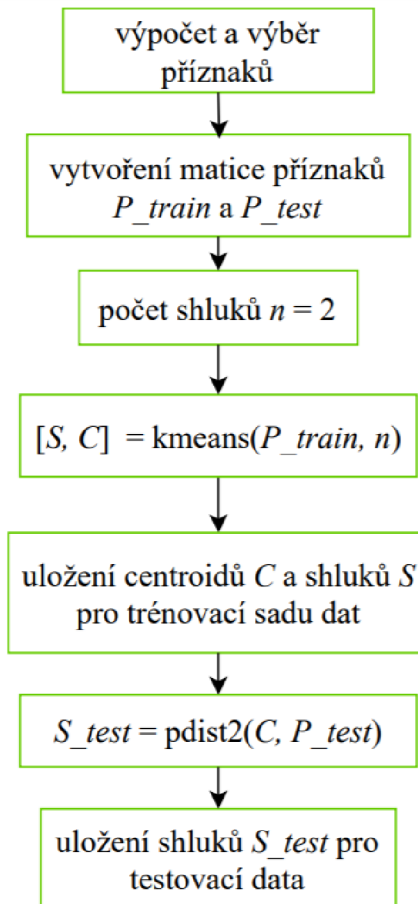 výpočet a výběr
příznaků
vytvoření matice příznaků
P_train a P_test
počet shluků n = 2
[S, C] = kmeans(P_train, n)
uložení centroidů C a shluků S
pro trénovací sadu dat
S_test = pdist2(C, P_test)
uložení shluků S_test pro
testovací data